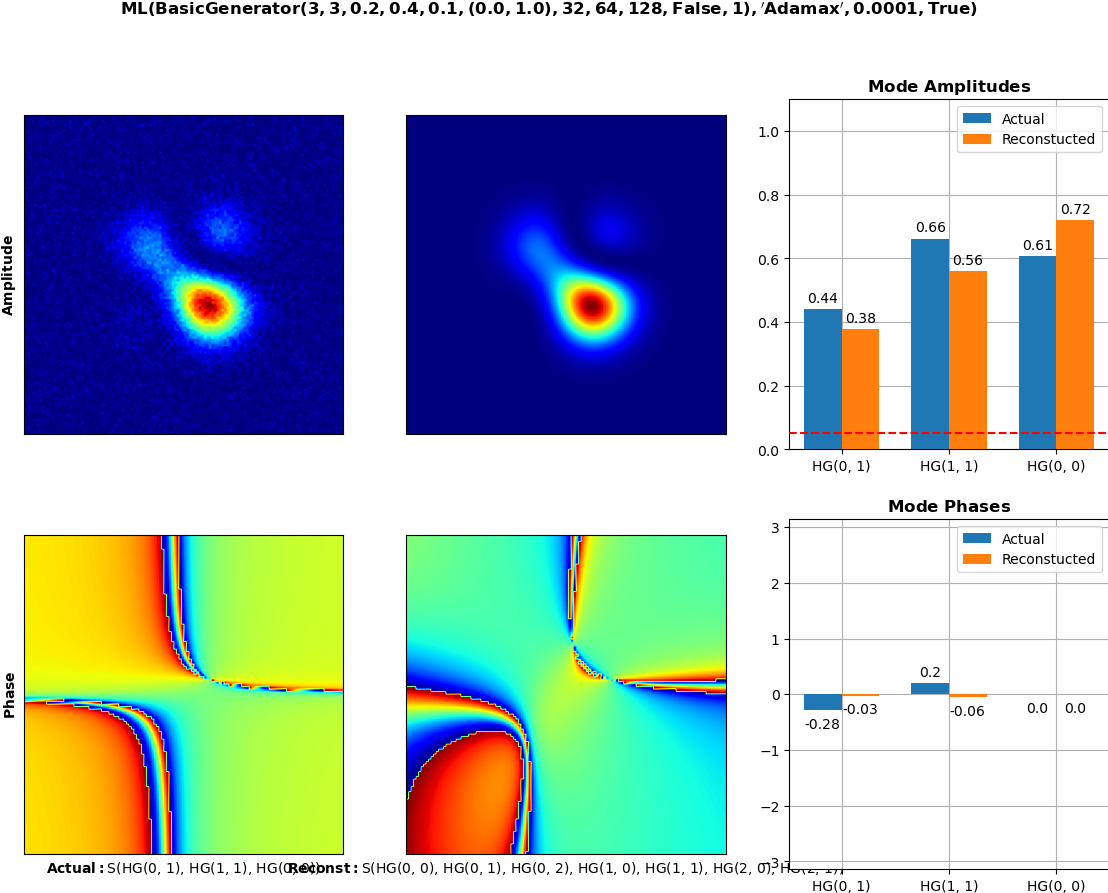 ML(BasicGenerator(3, 3, 0.2, 0.4, 0.1, (0.0, 1.0), 32, 64, 128, False, 1), ′Adamax′, 0.0001, True)
Mode Amplitudes
Amplitude
Actual
Reconstucted
1.0
0.8
0.6
0.4
0.2
0.0
0.44
0.38
0.66
0.56
0.61
0.72
HG(0, 1)
HG(1, 1)
HG(0, 0)
Mode Phases
Phase
Actual
Reconstucted
3
2
1
0
−1
−2
−3
-0.28
-0.03
0.2
-0.06
0.0
0.0
HG(0, 1)
HG(1, 1)
HG(0, 0)
Actual: S(HG(0, 1), HG(1, 1), HG(0, 0))
Reconst: S(HG(0, 0), HG(0, 1), HG(0, 2), HG(1, 0), HG(1, 1), HG(2, 0), HG(2, 1))